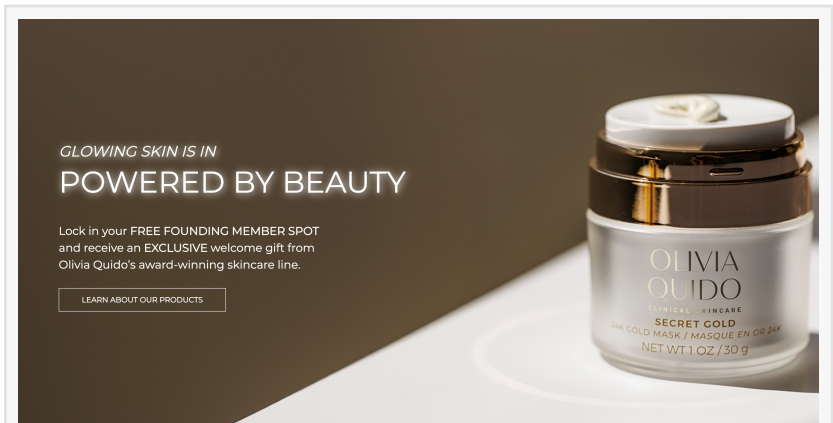 GLOWING SKIN IS IN
POWERED BY BEAUTY
Lock in your FREE FOUNDING MEMBER SPOT
and receive an EXCLUSIVE welcome gift from
Olivia Quido's award-winning skincare line.
LEARN ABOUT OUR PRODUCTS
OLIVIA
QUIDO
CLINICAL SKINCARE
SECRET GOLD
24K GOLD MASK / MASQUE EN OR 24K
NET WT.1 OZ / 30 g